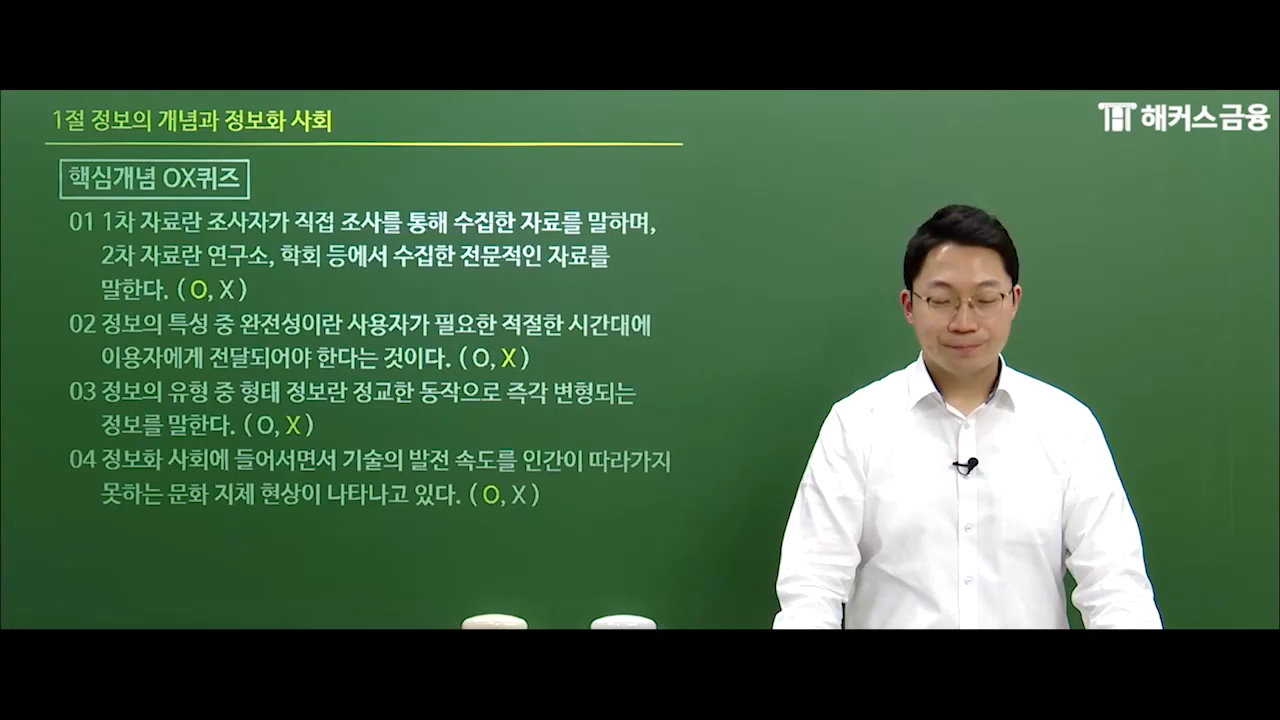 1절 정보의 개념과 정보화 사회
해커스금융
핵심개념 OX퀴즈
01 1차 자료란 조사자가 직접 조사를 통해 수집한 자료를 말하며,
2차 자료란 연구소, 학회 등에서 수집한 전문적인 자료를
말한다. ( O, X )
02 정보의 특성 중 완전성이란 사용자가 필요한 적절한 시간대에
이용자에게 전달되어야 한다는 것이다. ( O, X )
03 정보의 유형 중 형태 정보란 정교한 동작으로 즉각 변형되는
정보를 말한다. ( O, X )
04 정보화 사회에 들어서면서 기술의 발전 속도를 인간이 따라가지
못하는 문화 지체 현상이 나타나고 있다. ( O, X )